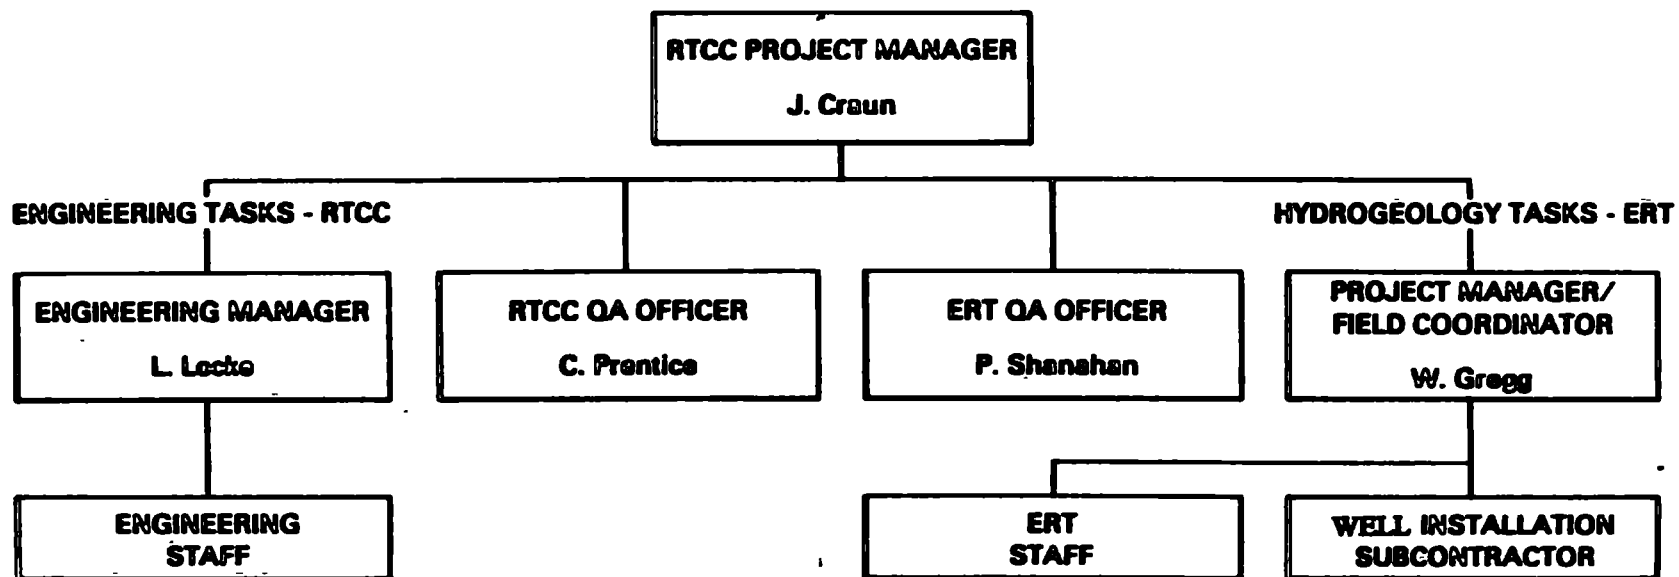 RTCC PROJECT MANAGER
J. Craun
ENGINEERING TASKS - RTCC
HYDROGEOLOGY TASKS - ERT
ENGINEERING MANAGER
L. Locke
RTCC QA OFFICER
C. Prentice
ERT QA OFFICER
P. Shanahan
PROJECT MANAGER/
FIELD COORDINATOR
W. Gregg
ENGINEERING
STAFF
ERT
STAFF
WELL INSTALLATION
SUBCONTRACTOR